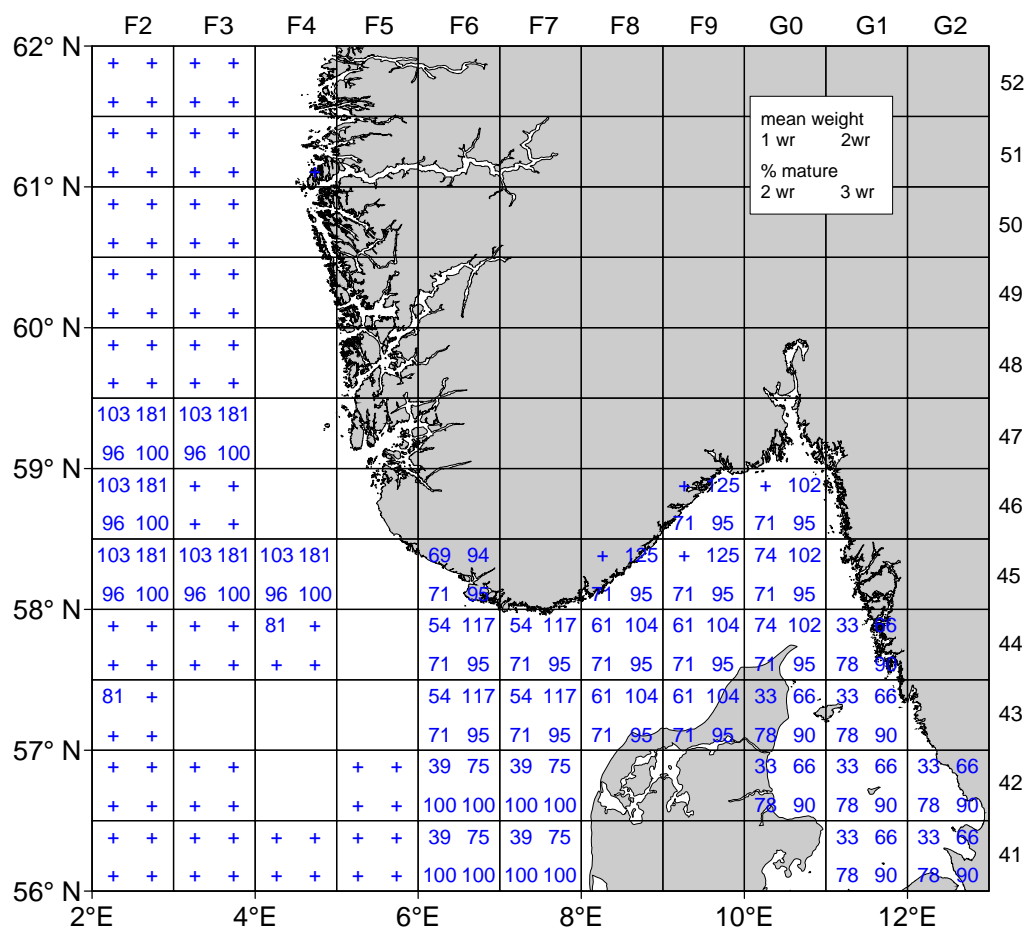 F2 F3 F4 F5 F6 F7 F8 F9 G0 G1 G2
62° N
+ + + +
52
+ + + +
mean weight
+ + + +
1 wr 2wr
51
% mature
+ + + + +
61° N
2 wr 3 wr
+ + + +
50
+ + + +
+ + + +
49
+ + + +
60° N
+ + + +
48
+ + + +
103 181 103 181
47
96 100 96 100
59° N
103 181 + + + 125 + 102
46
96 100 + + 71 95 71 95
103 181 103 181 103 181 69 94 + 125 + 125 74 102
45
96 100 96 100 96 100 71 95 71 95 71 95 71 95
58° N
+ + + + 81 + 54 117 54 117 61 104 61 104 74 102 33 66
44
+ + + + + + 71 95 71 95 71 95 71 95 71 95 78 90
81 + 54 117 54 117 61 104 61 104 33 66 33 66
43
+ + 71 95 71 95 71 95 71 95 78 90 78 90
57° N
+ + + + + + 39 75 39 75 33 66 33 66 33 66
42
+ + + + + + 100 100 100 100 78 90 78 90 78 90
+ + + + + + + + 39 75 39 75 33 66 33 66
41
+ + + + + + + + 100 100 100 100 78 90 78 90
56° N
2°E 4°E 6°E 8°E 10°E 12°E